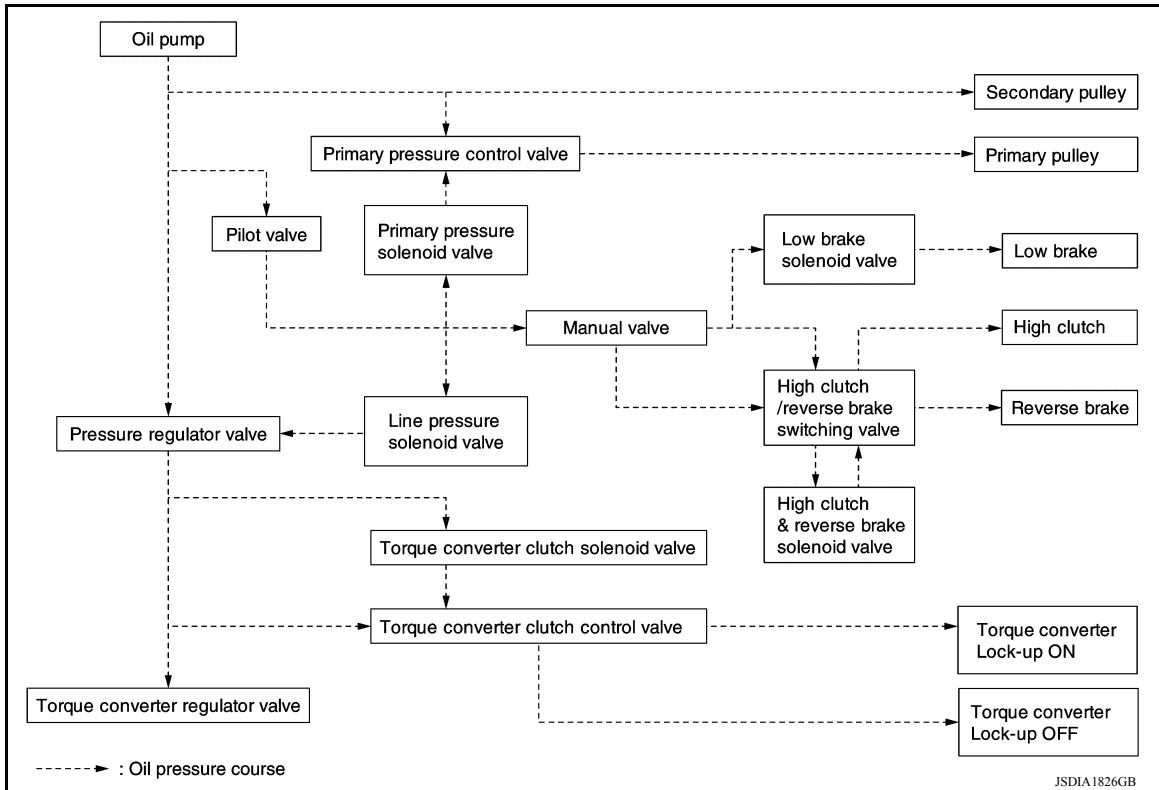 Oil pump
Secondary pulley
Primary pressure control valve
Primary pulley
Pilot valve
Primary pressure
solenoid valve
Low brake
solenoid valve
Low brake
Manual valve
High clutch
High clutch
/reverse brake
switching valve
Reverse brake
Pressure regulator valve
Line pressure
solenoid valve
High clutch
& reverse brake
solenoid valve
Torque converter clutch solenoid valve
Torque converter clutch control valve
Torque converter
Lock-up ON
Torque converter regulator valve
Torque converter
Lock-up OFF
: Oil pressure course
JSDIA1826GB